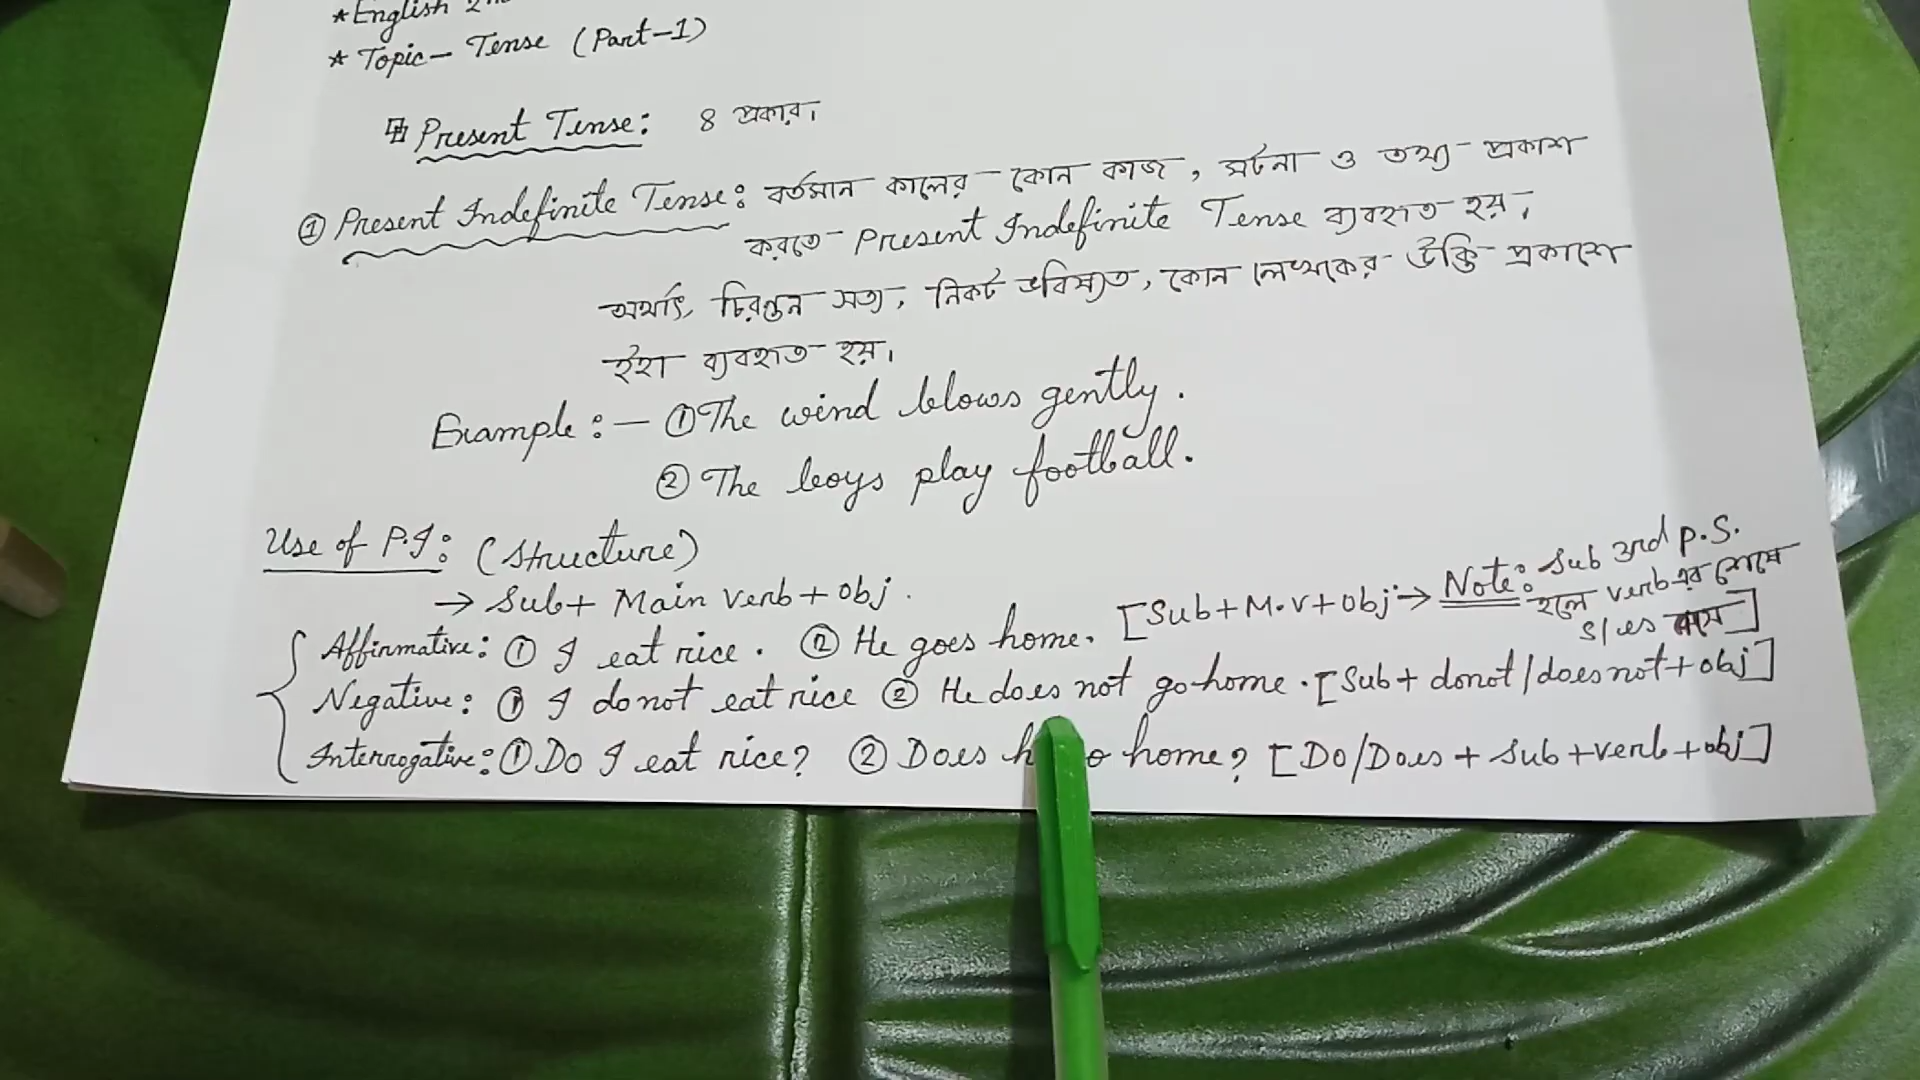 ★ English 2nd
★ Topic - Tense (Part-1)
Present Tense: ৪ প্রকার।
① Present Indefinite Tense: বর্তমান কালের কোন কাজ, ঘটনা ও তথ্য প্রকাশ
করতে Present Indefinite Tense ব্যবহৃত হয়।
অর্থাৎ, চিরন্তন সত্য, নিকট ভবিষ্যত, কোন লেখকের উক্তি প্রকাশে
ইহা ব্যবহৃত হয়।
Example:- ① The wind blows gently.
② The boys play football.
Use of P.I: (Structure)
→ Sub + Main verb + obj.
Affirmative: ① I eat rice. ② He goes home. [Sub+M.v+obj → Note: Sub 3rd p.s.
হলে verb এর শেষে
s/es বসে]
Negative: ① I do not eat rice ② He does not go home. [Sub + donot/does not + obj]
Interrogative: ① Do I eat rice? ② Does home? [Do/Does + sub + verb + obj]